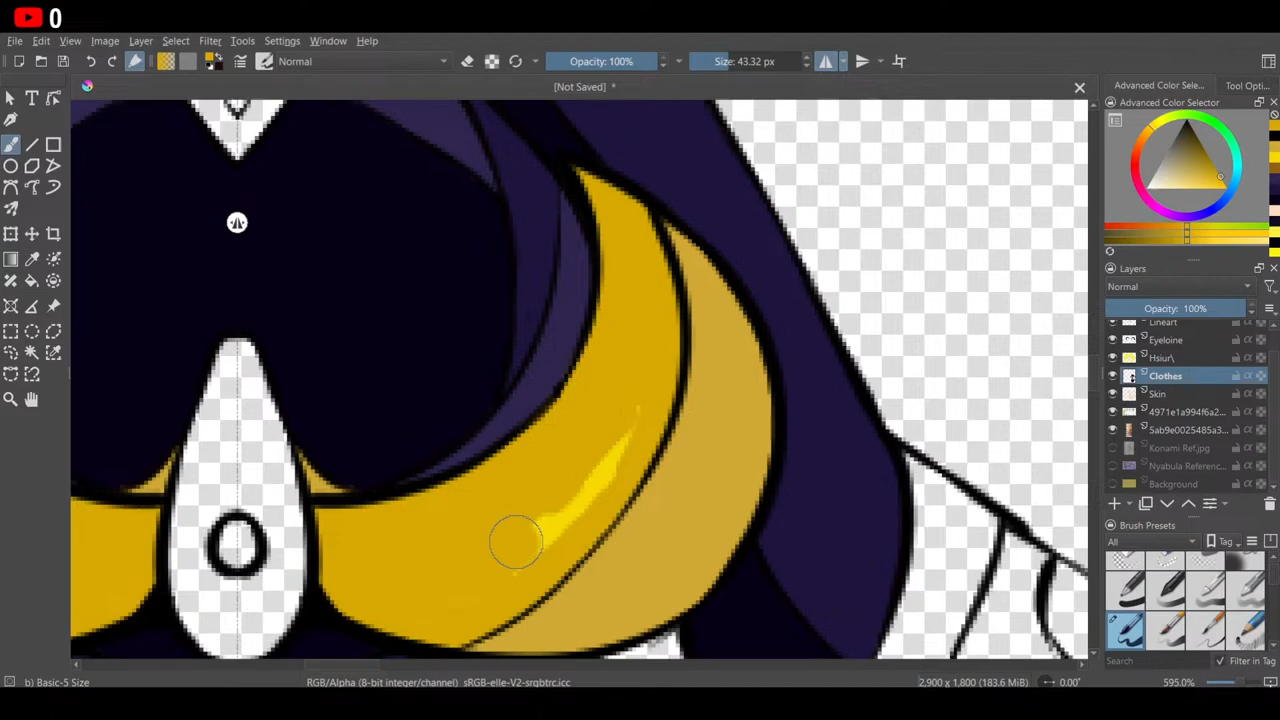 0
File Edit View Image Layer Select Filter Tools Settings Window Help
Normal Opacity: 100% Size: 43.32 px
[Not Saved] *
Advanced Color Sele... Tool Opti...
Advanced Color Selector
Layers
Normal
Opacity: 100%
Lineart
Eyeloine
Hsiur\
Clothes
Skin
4971e1a994f6a2...
5ab9e0025485a3...
Konami Ref.jpg
Nyabula Referenc...
Background
Brush Presets
All Tag
Search Filter in Tag
b) Basic-5 Size RGB/Alpha (8-bit integer/channel) sRGB-elle-V2-srgbtrc.icc 2,900 x 1,800 (183.6 MiB) 0.00° 595.0%